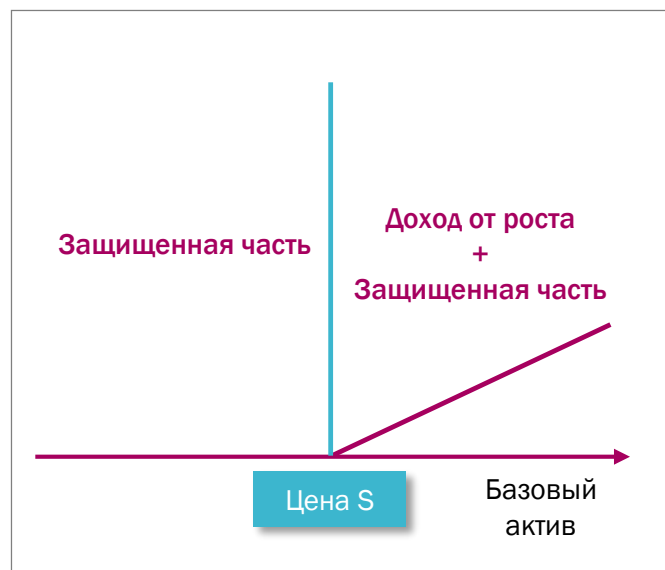 Защищенная часть
Доход от роста
+
Защищенная часть
Цена S
Базовый
актив